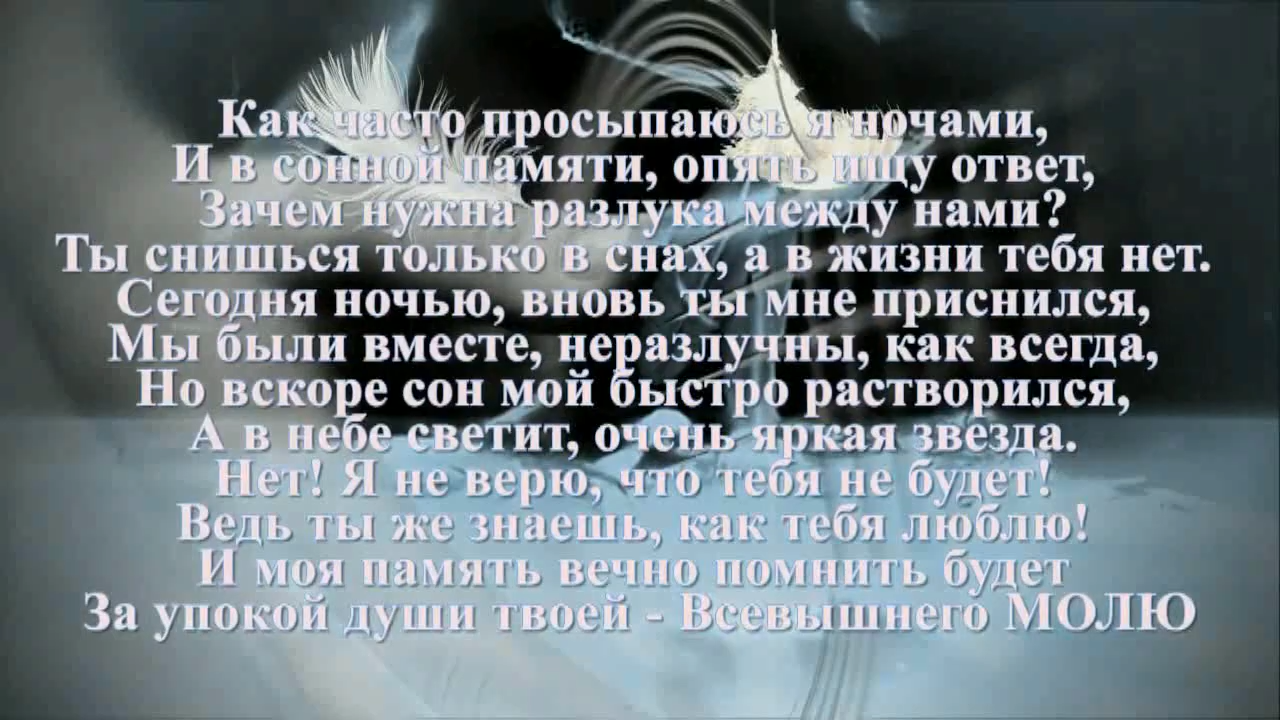 Как часто просыпаюсь я ночами,
И в сонной памяти, опять ищу ответ,
Зачем нужна разлука между нами?
Ты снишься только в снах, а в жизни тебя нет.
Сегодня ночью, вновь ты мне приснился,
Мы были вместе, неразлучны, как всегда,
Но вскоре сон мой быстро растворился,
А в небе светит, очень яркая звезда.
Нет! Я не верю, что тебя не будет!
Ведь ты же знаешь, как тебя люблю!
И моя память вечно помнить будет
За упокой души твоей - Всевышнего МОЛЮ